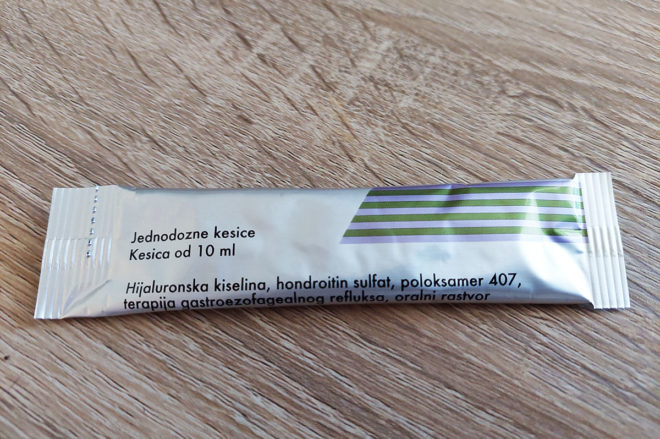 Jednodozne kesice
Kesica od 10 ml
Hijaluronska kiselina, hondroitin sulfat, poloksamer 407,
terapija gastroezofagealnog refluksa, oralni rastvor